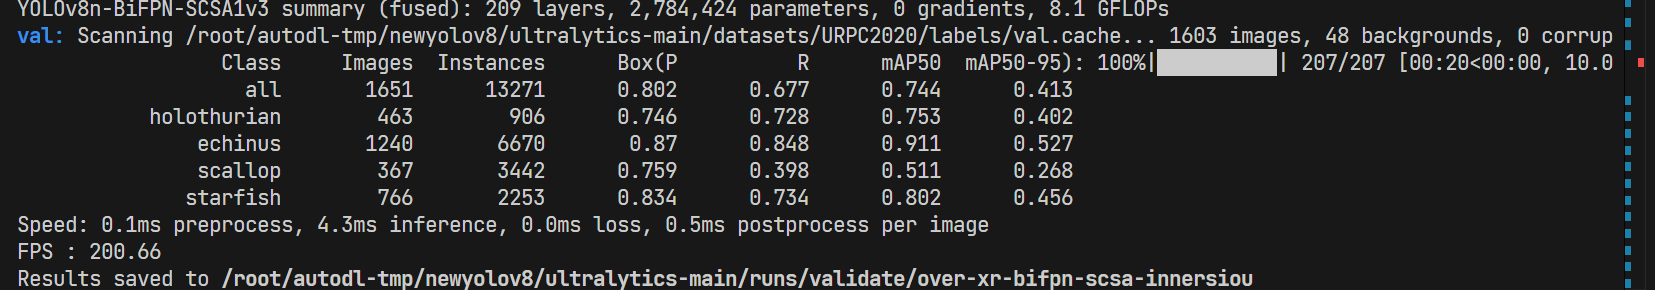 YOLOv8n-BiFPN-SCSA1v3 summary (fused): 209 layers, 2,784,424 parameters, 0 gradients, 8.1 GFLOPs
val: Scanning /root/autodl-tmp/newyolov8/ultralytics-main/datasets/URPC2020/labels/val.cache... 1603 images, 48 backgrounds, 0 corrup
Class Images Instances Box(P R mAP50 mAP50-95): 100%|██████████| 207/207 [00:20<00:00, 10.0
all 1651 13271 0.802 0.677 0.744 0.413
holothurian 463 906 0.746 0.728 0.753 0.402
echinus 1240 6670 0.87 0.848 0.911 0.527
scallop 367 3442 0.759 0.398 0.511 0.268
starfish 766 2253 0.834 0.734 0.802 0.456
Speed: 0.1ms preprocess, 4.3ms inference, 0.0ms loss, 0.5ms postprocess per image
FPS : 200.66
Results saved to /root/autodl-tmp/newyolov8/ultralytics-main/runs/validate/over-xr-bifpn-scsa-innersiou